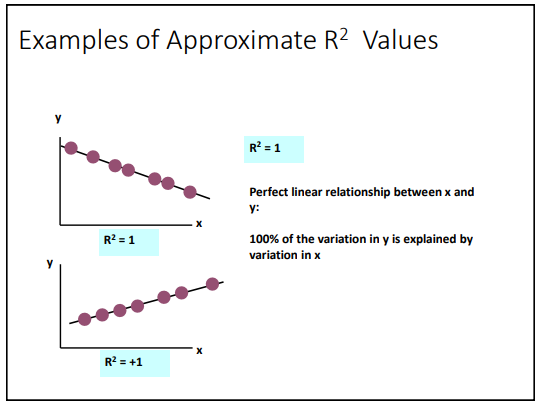 Examples of Approximate R² Values
y
x
R² = 1
R² = 1
Perfect linear relationship between x and
y:
100% of the variation in y is explained by
variation in x
y
x
R² = +1